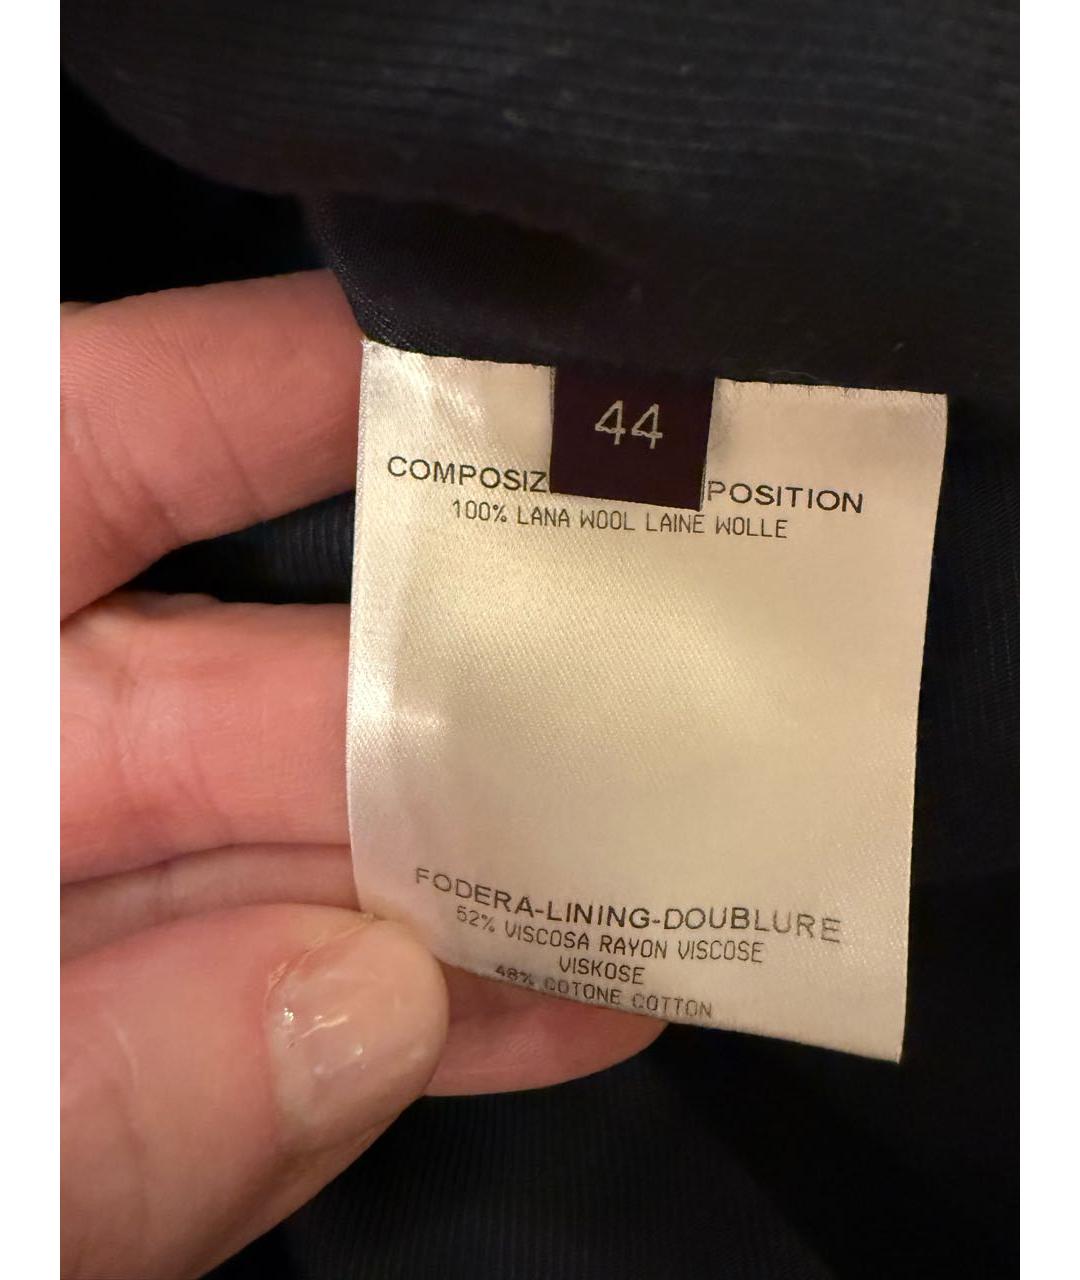 44
COMPOSIZ POSITION
100% LANA WOOL LAINE WOLLE
FODERA-LINING-DOUBLURE
52% VISCOSA RAYON VISCOSE
VISKOSE
48% COTONE COTTON